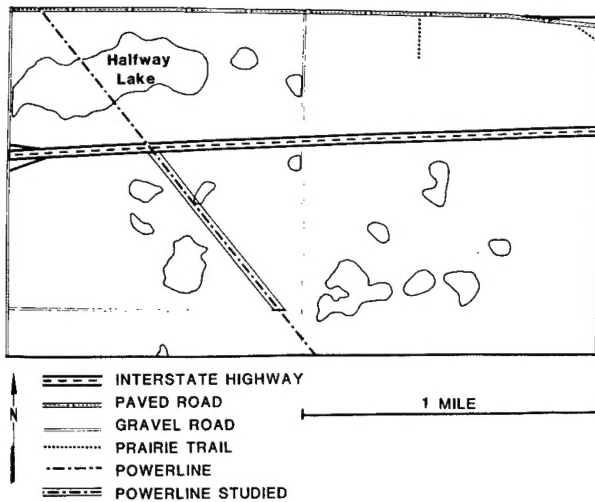 Halfway
Lake
N
INTERSTATE HIGHWAY
PAVED ROAD
GRAVEL ROAD
PRAIRIE TRAIL
POWERLINE
POWERLINE STUDIED
1 MILE